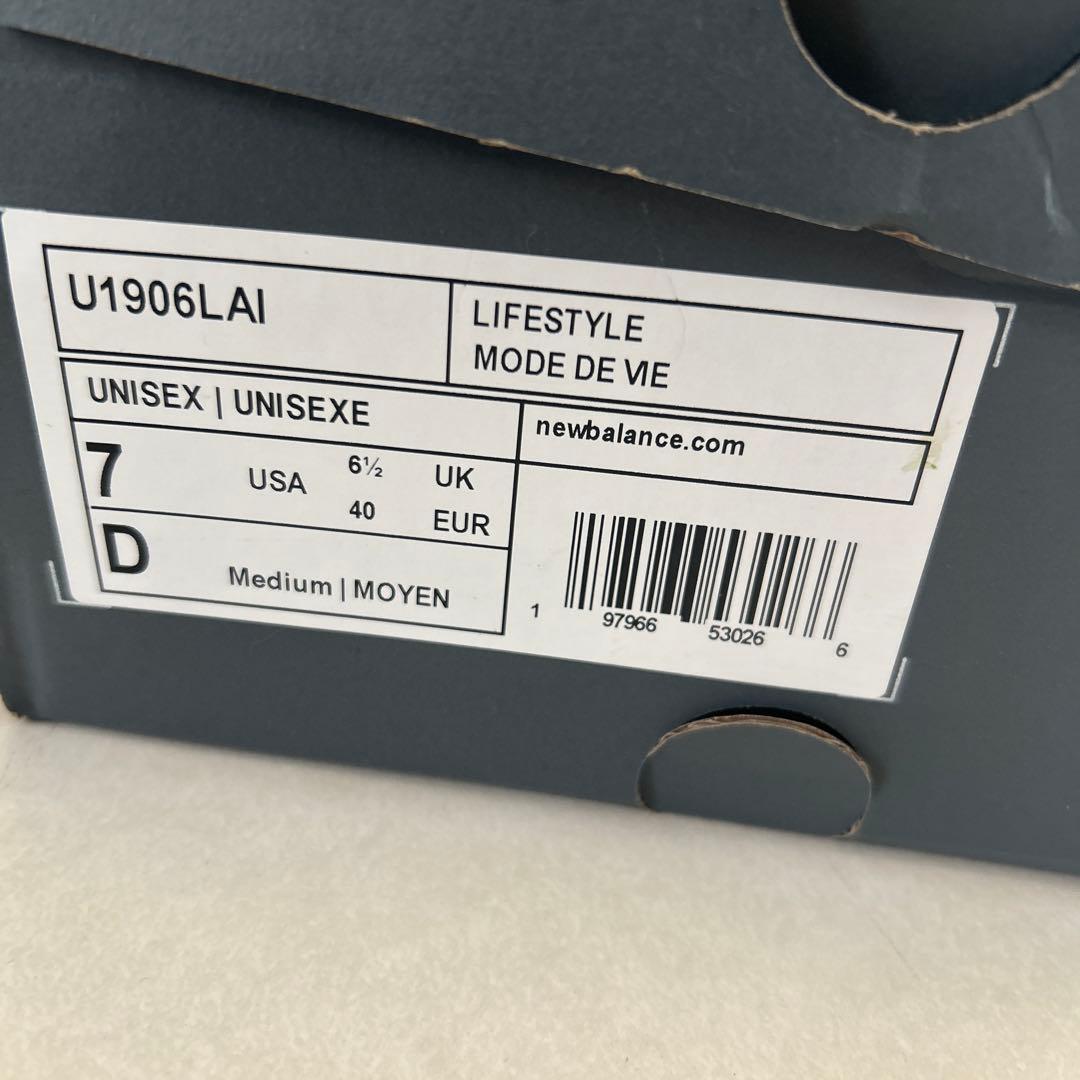 U1906LAI
LIFESTYLE
MODE DE VIE
UNISEX | UNISEXE
newbalance.com
7 USA 6½ UK
40 EUR
D Medium | MOYEN
1 97966 53026 6